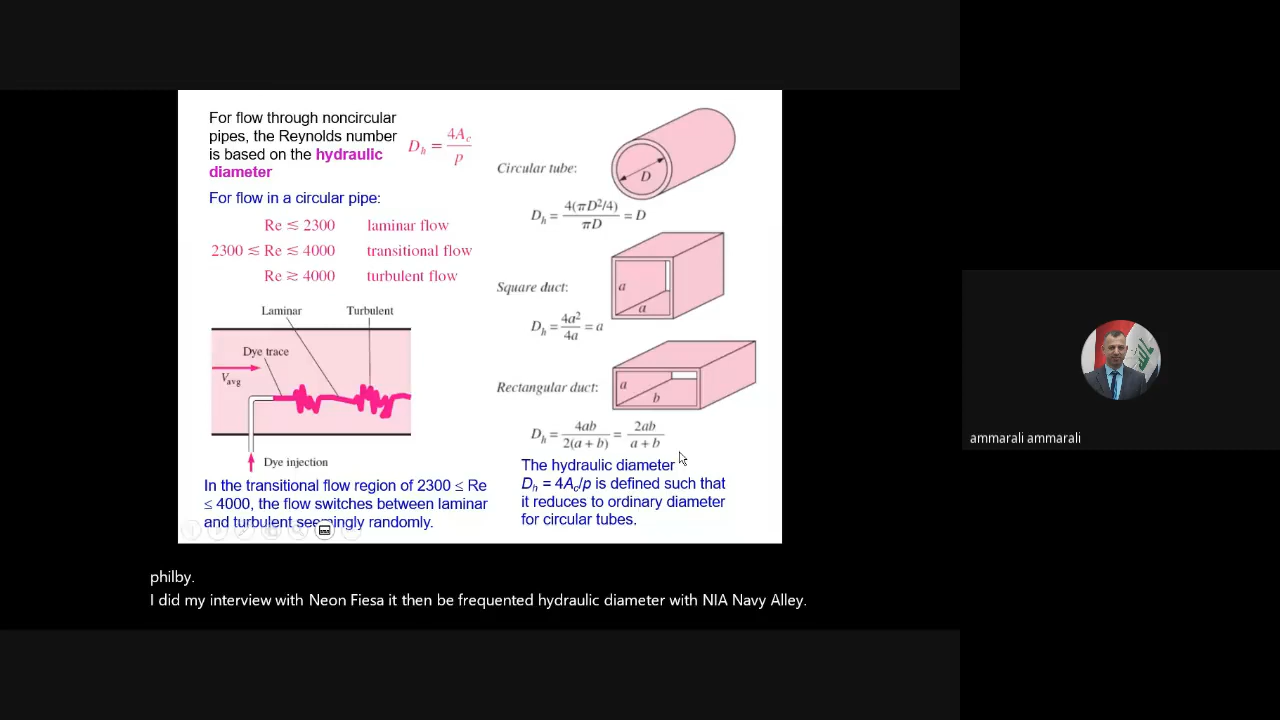 For flow through noncircular
pipes, the Reynolds number
is based on the hydraulic
diameter
D_h = 4A_c / p
For flow in a circular pipe:
Re ≲ 2300 laminar flow
2300 ≲ Re ≲ 4000 transitional flow
Re ≳ 4000 turbulent flow
Laminar Turbulent
Dye trace
V_avg
Dye injection
In the transitional flow region of 2300 ≤ Re
≤ 4000, the flow switches between laminar
and turbulent seemingly randomly.
Circular tube:
D
D_h = 4(πD²/4) / πD = D
Square duct:
a
a
D_h = 4a² / 4a = a
Rectangular duct:
a
b
D_h = 4ab / 2(a + b) = 2ab / a + b
The hydraulic diameter
D_h = 4A_c/p is defined such that
it reduces to ordinary diameter
for circular tubes.
philby.
I did my interview with Neon Fiesa it then be frequented hydraulic diameter with NIA Navy Alley.
ammarali ammarali